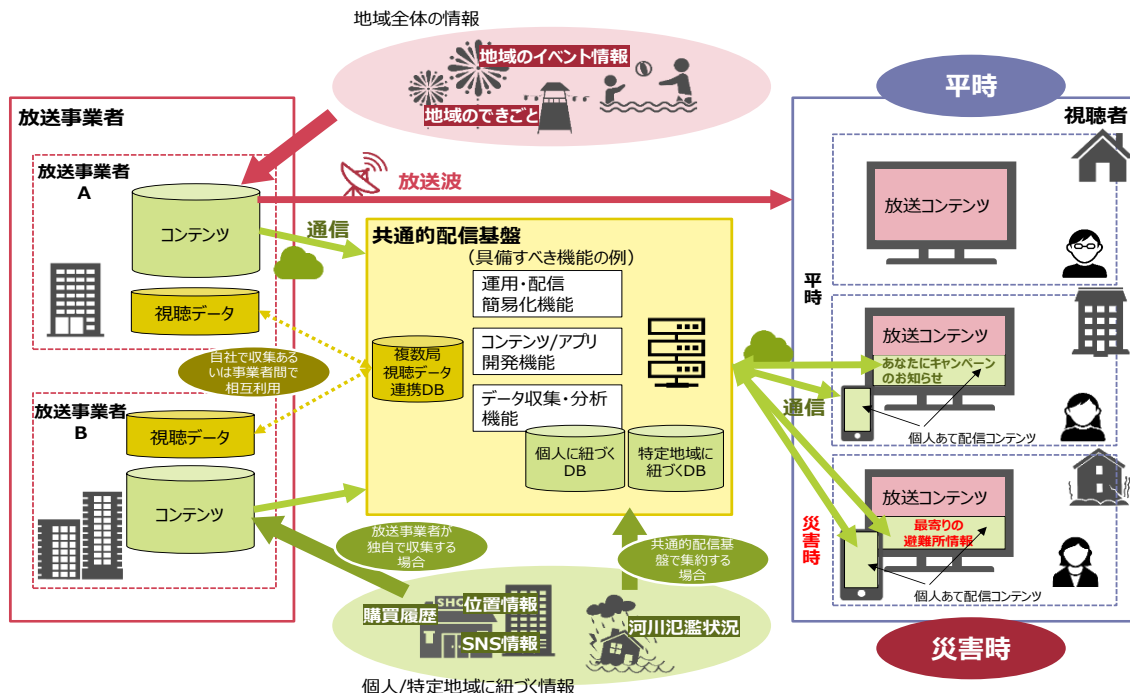 地域全体の情報
地域のイベント情報
地域のできごと
平時
放送事業者
視聴者
放送事業者
A
コンテンツ
視聴データ
放送波
通信
共通的配信基盤
(具備すべき機能の例)
運用・配信
簡易化機能
コンテンツ/アプリ
開発機能
データ収集・分析
機能
複数局
視聴データ
連携DB
個人に紐づく
DB
特定地域に
紐づくDB
自社で収集ある
いは事業者間で
相互利用
放送事業者
B
視聴データ
コンテンツ
放送コンテンツ
平時
放送コンテンツ
あなたにキャンペーン
のお知らせ
通信
個人あて配信コンテンツ
放送コンテンツ
災害時
最寄りの
避難所情報
個人あて配信コンテンツ
放送事業者が
独自で収集する
場合
共通的配信基
盤で集約する
場合
SHO
購買履歴
位置情報
SNS情報
河川氾濫状況
個人/特定地域に紐づく情報
災害時